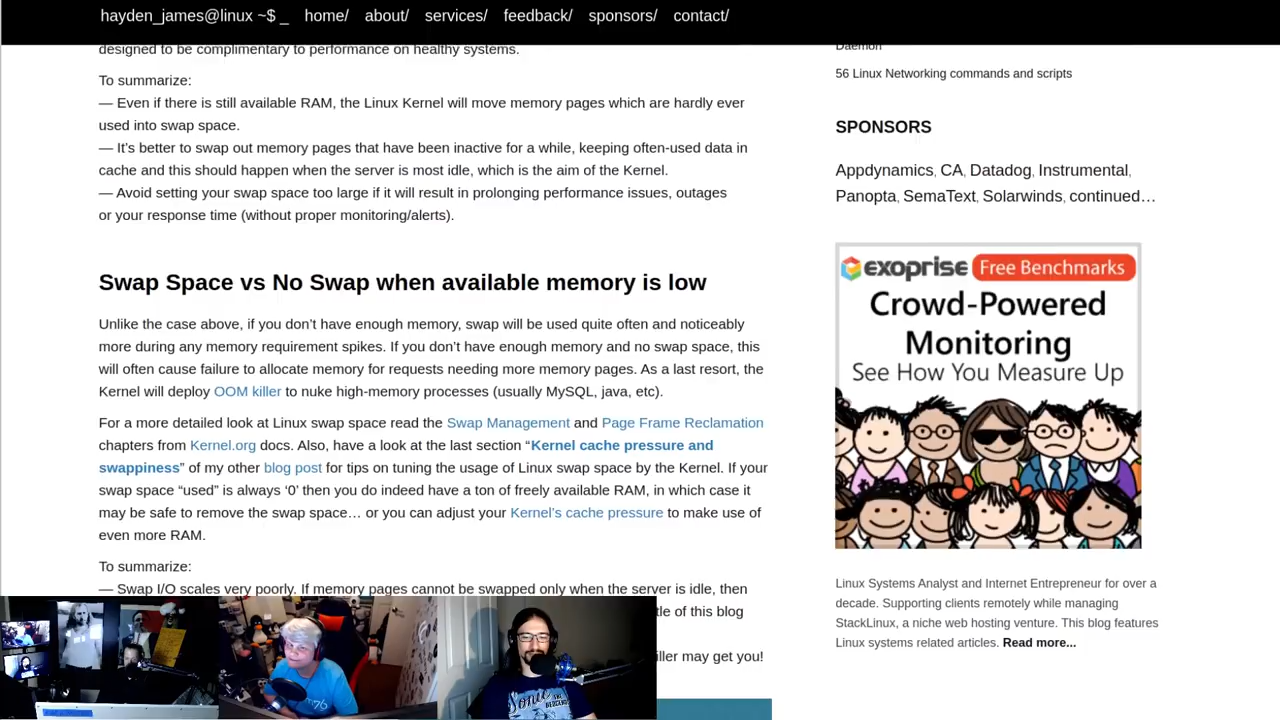 hayden_james@linux ~$ _ home/ about/ services/ feedback/ sponsors/ contact/
designed to be complimentary to performance on healthy systems.
To summarize:
— Even if there is still available RAM, the Linux Kernel will move memory pages which are hardly ever
used into swap space.
— It’s better to swap out memory pages that have been inactive for a while, keeping often-used data in
cache and this should happen when the server is most idle, which is the aim of the Kernel.
— Avoid setting your swap space too large if it will result in prolonging performance issues, outages
or your response time (without proper monitoring/alerts).
Swap Space vs No Swap when available memory is low
Unlike the case above, if you don’t have enough memory, swap will be used quite often and noticeably
more during any memory requirement spikes. If you don’t have enough memory and no swap space, this
will often cause failure to allocate memory for requests needing more memory pages. As a last resort, the
Kernel will deploy OOM killer to nuke high-memory processes (usually MySQL, java, etc).
For a more detailed look at Linux swap space read the Swap Management and Page Frame Reclamation
chapters from Kernel.org docs. Also, have a look at the last section “Kernel cache pressure and
swappiness” of my other blog post for tips on tuning the usage of Linux swap space by the Kernel. If your
swap space “used” is always ‘0’ then you do indeed have a ton of freely available RAM, in which case it
may be safe to remove the swap space… or you can adjust your Kernel’s cache pressure to make use of
even more RAM.
To summarize:
— Swap I/O scales very poorly. If memory pages cannot be swapped only when the server is idle, then
tle of this blog
iller may get you!
Daemon
56 Linux Networking commands and scripts
SPONSORS
Appdynamics, CA, Datadog, Instrumental,
Panopta, SemaText, Solarwinds, continued…
exoprise Free Benchmarks
Crowd-Powered
Monitoring
See How You Measure Up
Linux Systems Analyst and Internet Entrepreneur for over a
decade. Supporting clients remotely while managing
StackLinux, a niche web hosting venture. This blog features
Linux systems related articles. Read more...
Sonic